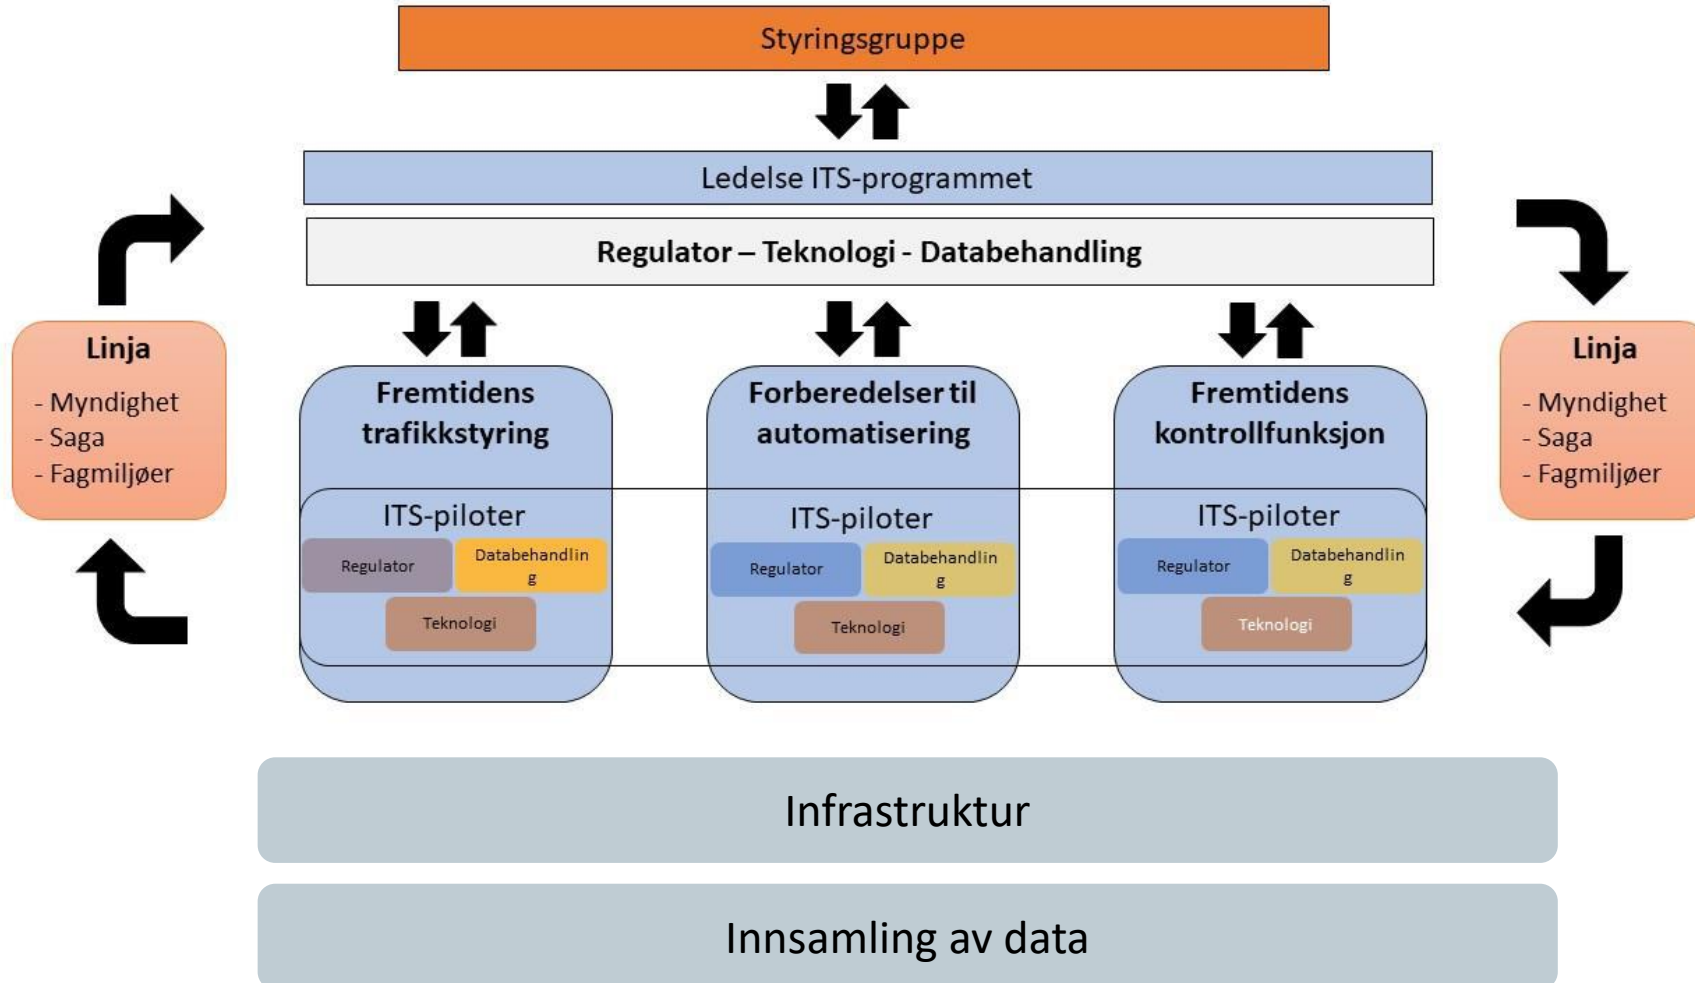 Styringsgruppe
Ledelse ITS-programmet
Regulator – Teknologi - Databehandling
Linja
- Myndighet
- Saga
- Fagmiljøer
Fremtidens
trafikkstyring
ITS-piloter
Regulator
Databehandlin
g
Teknologi
Forberedelser til
automatisering
ITS-piloter
Regulator
Databehandlin
g
Teknologi
Fremtidens
kontrollfunksjon
ITS-piloter
Regulator
Databehandlin
g
Teknologi
Linja
- Myndighet
- Saga
- Fagmiljøer
Infrastruktur
Innsamling av data